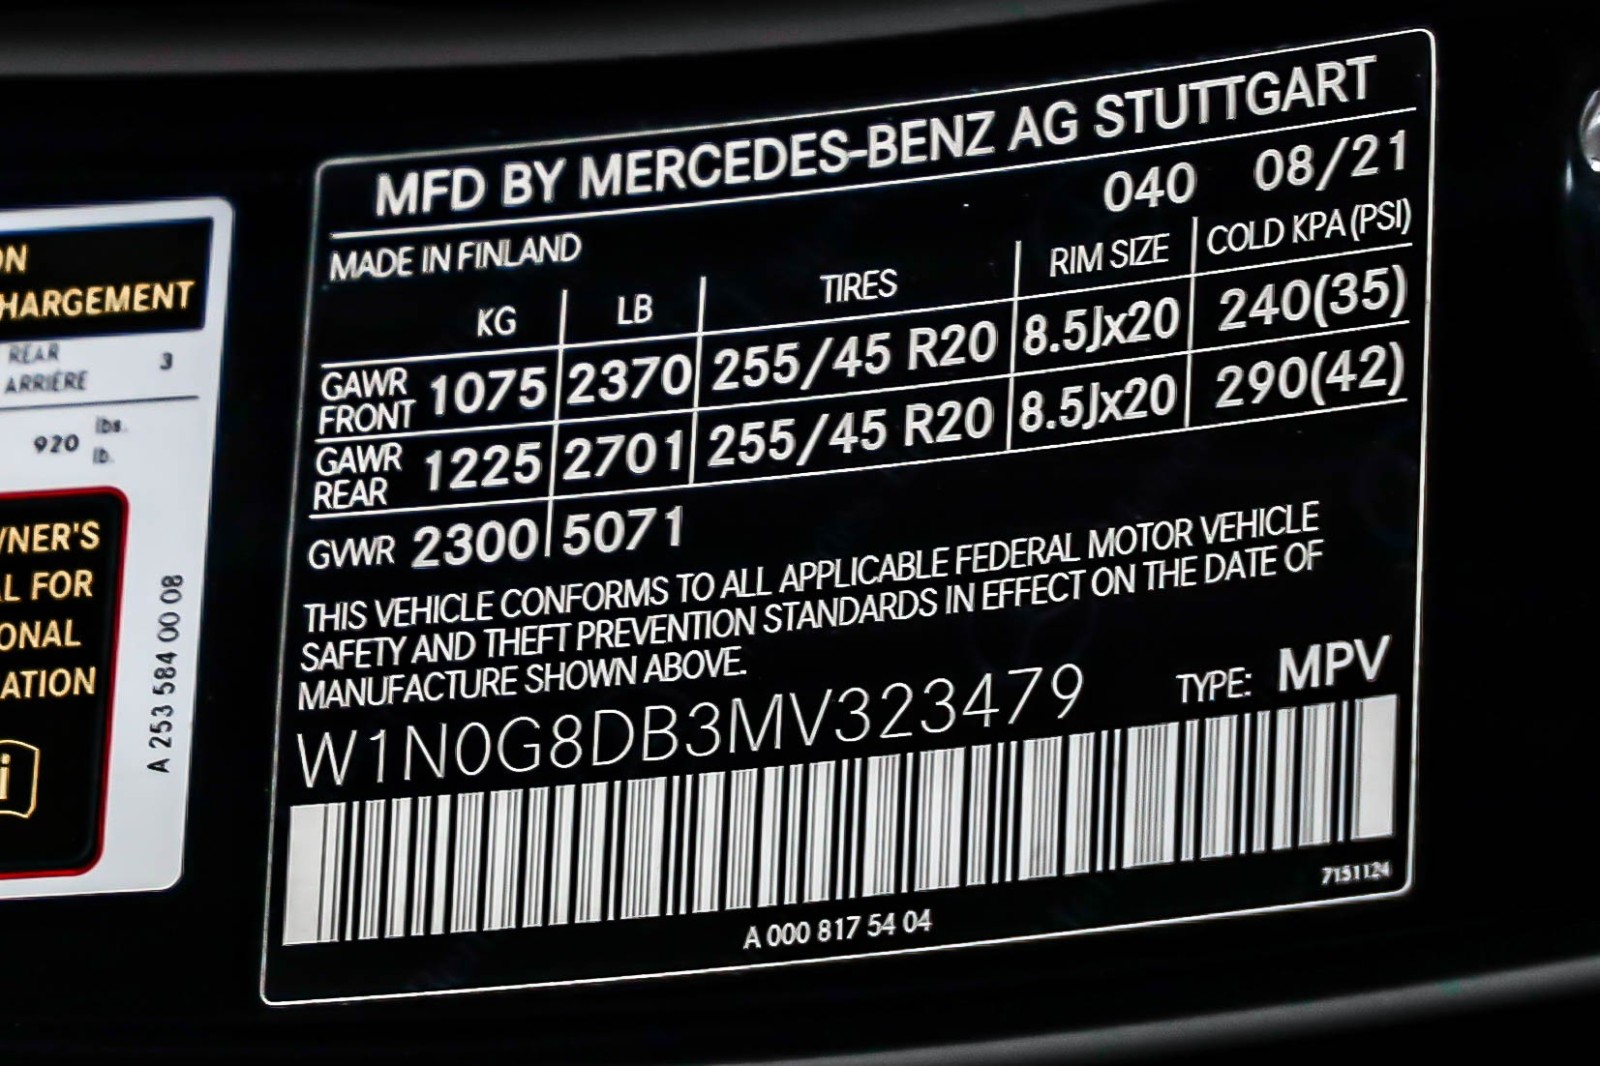 ON
HARGEMENT
REAR 3
ARRIÈRE
920 lbs.
lb.
NER'S
L FOR
ONAL
ATION
i
A 253 584 00 08
MFD BY MERCEDES-BENZ AG STUTTGART
040 08/21
MADE IN FINLAND
KG LB TIRES RIM SIZE COLD KPA (PSI)
GAWR FRONT 1075 2370 255/45 R20 8.5Jx20 240(35)
GAWR REAR 1225 2701 255/45 R20 8.5Jx20 290(42)
GVWR 2300 5071
THIS VEHICLE CONFORMS TO ALL APPLICABLE FEDERAL MOTOR VEHICLE
SAFETY AND THEFT PREVENTION STANDARDS IN EFFECT ON THE DATE OF
MANUFACTURE SHOWN ABOVE.
W1N0G8DB3MV323479 TYPE: MPV
7151124
A 000 817 54 04